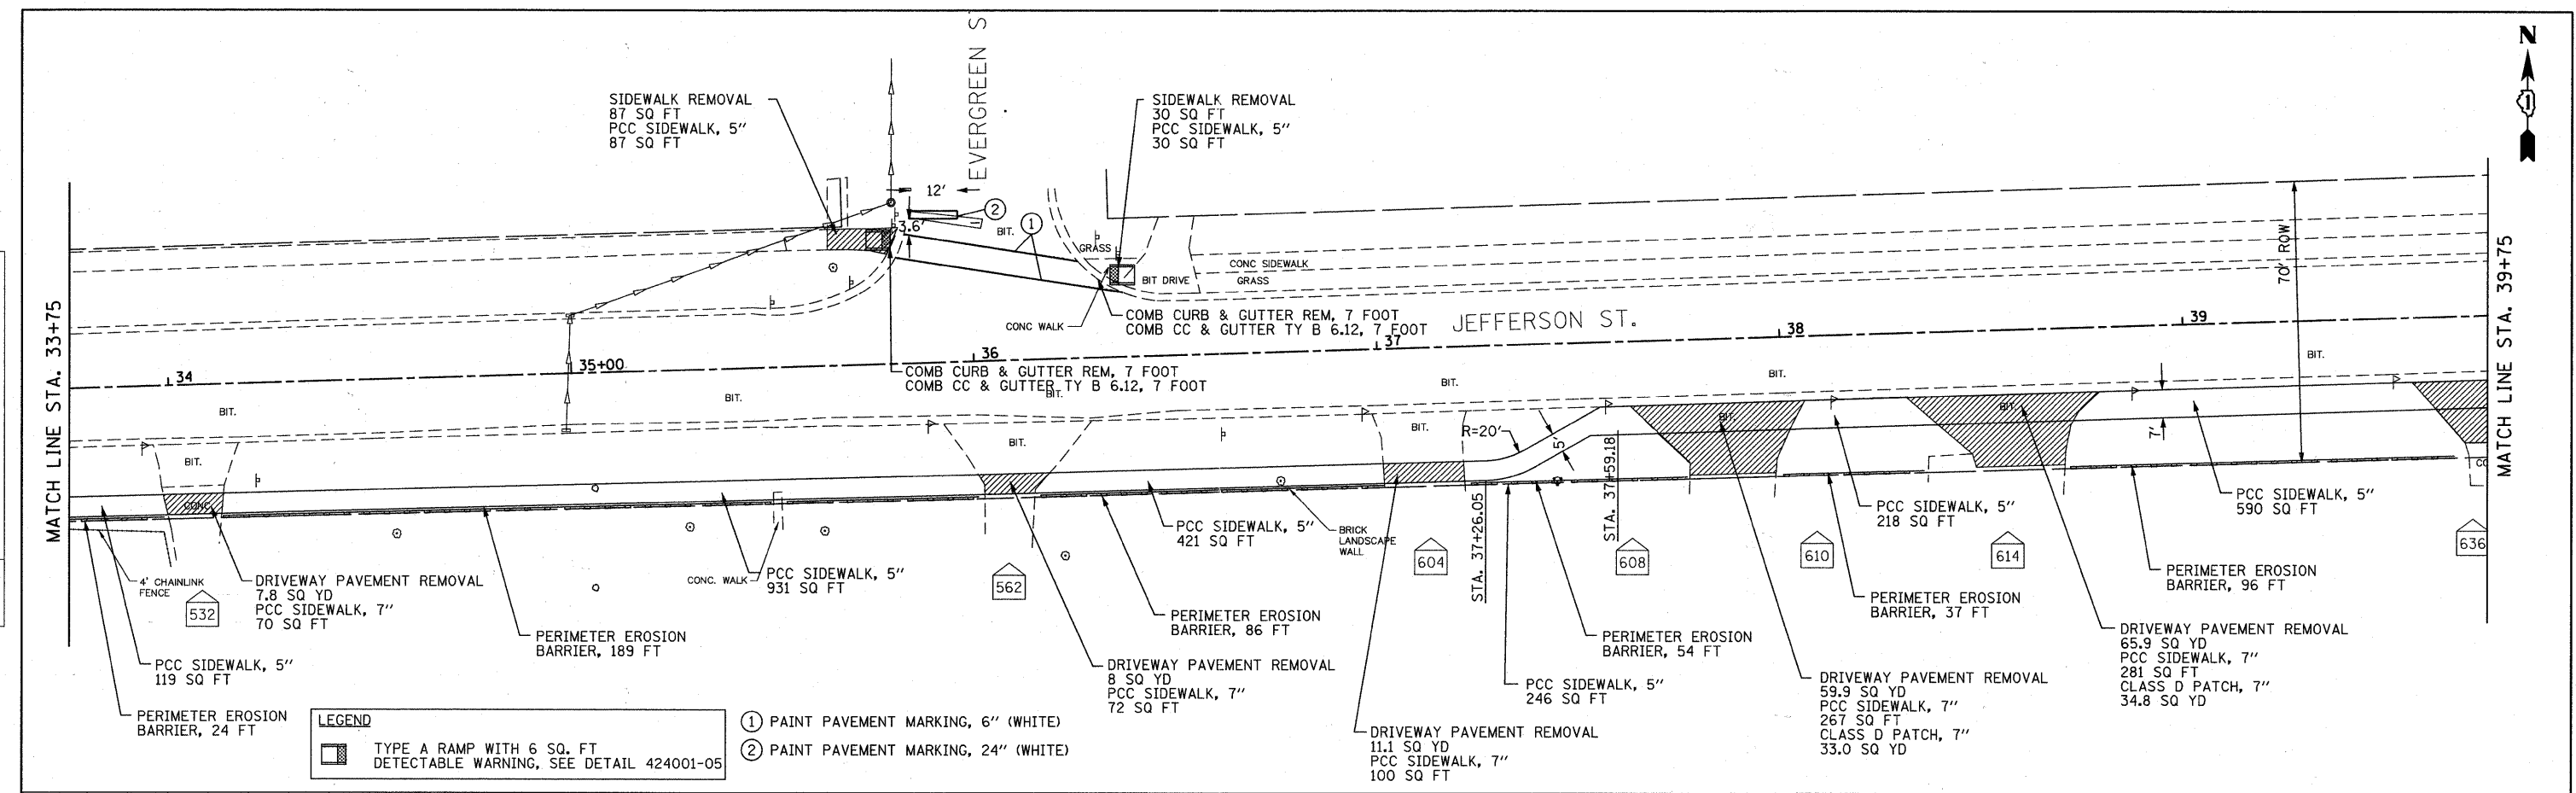 EVERGREEN S
N
1
SIDEWALK REMOVAL
87 SQ FT
PCC SIDEWALK, 5"
87 SQ FT
SIDEWALK REMOVAL
30 SQ FT
PCC SIDEWALK, 5"
30 SQ FT
12'
2
3.6'
1
BIT.
GRASS
CONC SIDEWALK
BIT DRIVE
GRASS
70' ROW
MATCH LINE STA. 33+75
MATCH LINE STA. 39+75
CONC WALK
COMB CURB & GUTTER REM, 7 FOOT
COMB CC & GUTTER TY B 6.12, 7 FOOT
JEFFERSON ST.
34
35+00
36
37
38
39
COMB CURB & GUTTER REM, 7 FOOT
COMB CC & GUTTER TY B 6.12, 7 FOOT
BIT.
BIT.
BIT.
BIT.
BIT.
BIT.
BIT.
BIT.
BIT.
BIT.
BIT.
R=20'
5'
7'
CONC
CO
STA. 37+26.05
STA. 37+59.18
4' CHAINLINK
FENCE
532
DRIVEWAY PAVEMENT REMOVAL
7.8 SQ YD
PCC SIDEWALK, 7"
70 SQ FT
CONC. WALK
PCC SIDEWALK, 5"
931 SQ FT
562
PCC SIDEWALK, 5"
421 SQ FT
BRICK
LANDSCAPE
WALL
604
608
610
614
636
PCC SIDEWALK, 5"
218 SQ FT
PCC SIDEWALK, 5"
590 SQ FT
PERIMETER EROSION
BARRIER, 189 FT
PERIMETER EROSION
BARRIER, 86 FT
PERIMETER EROSION
BARRIER, 54 FT
PERIMETER EROSION
BARRIER, 37 FT
PERIMETER EROSION
BARRIER, 96 FT
PCC SIDEWALK, 5"
119 SQ FT
PERIMETER EROSION
BARRIER, 24 FT
DRIVEWAY PAVEMENT REMOVAL
8 SQ YD
PCC SIDEWALK, 7"
72 SQ FT
PCC SIDEWALK, 5"
246 SQ FT
DRIVEWAY PAVEMENT REMOVAL
11.1 SQ YD
PCC SIDEWALK, 7"
100 SQ FT
DRIVEWAY PAVEMENT REMOVAL
59.9 SQ YD
PCC SIDEWALK, 7"
267 SQ FT
CLASS D PATCH, 7"
33.0 SQ YD
DRIVEWAY PAVEMENT REMOVAL
65.9 SQ YD
PCC SIDEWALK, 7"
281 SQ FT
CLASS D PATCH, 7"
34.8 SQ YD
LEGEND
TYPE A RAMP WITH 6 SQ. FT
DETECTABLE WARNING, SEE DETAIL 424001-05
1 PAINT PAVEMENT MARKING, 6" (WHITE)
2 PAINT PAVEMENT MARKING, 24" (WHITE)